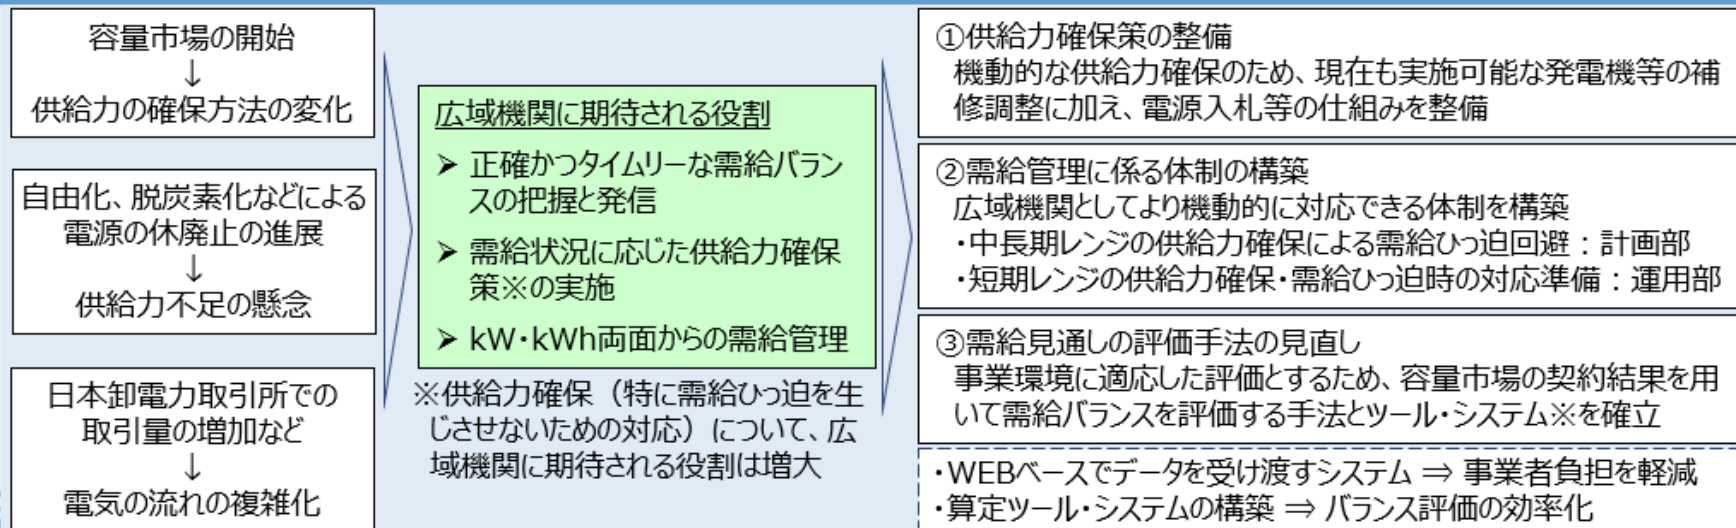 容量市場の開始
↓
供給力の確保方法の変化
自由化、脱炭素化などによる
電源の休廃止の進展
↓
供給力不足の懸念
日本卸電力取引所での
取引量の増加など
↓
電気の流れの複雑化
広域機関に期待される役割
➢ 正確かつタイムリーな需給バラン
スの把握と発信
➢ 需給状況に応じた供給力確保
策※の実施
➢ kW・kWh両面からの需給管理
※供給力確保（特に需給ひっ迫を生
じさせないための対応）について、広
域機関に期待される役割は増大
①供給力確保策の整備
機動的な供給力確保のため、現在も実施可能な発電機等の補
修調整に加え、電源入札等の仕組みを整備
②需給管理に係る体制の構築
広域機関としてより機動的に対応できる体制を構築
・中長期レンジの供給力確保による需給ひっ迫回避：計画部
・短期レンジの供給力確保・需給ひっ迫時の対応準備：運用部
③需給見通しの評価手法の見直し
事業環境に適応した評価とするため、容量市場の契約結果を用
いて需給バランスを評価する手法とツール・システム※を確立
・WEBベースでデータを受け渡すシステム ⇒ 事業者負担を軽減
・算定ツール・システムの構築 ⇒ バランス評価の効率化